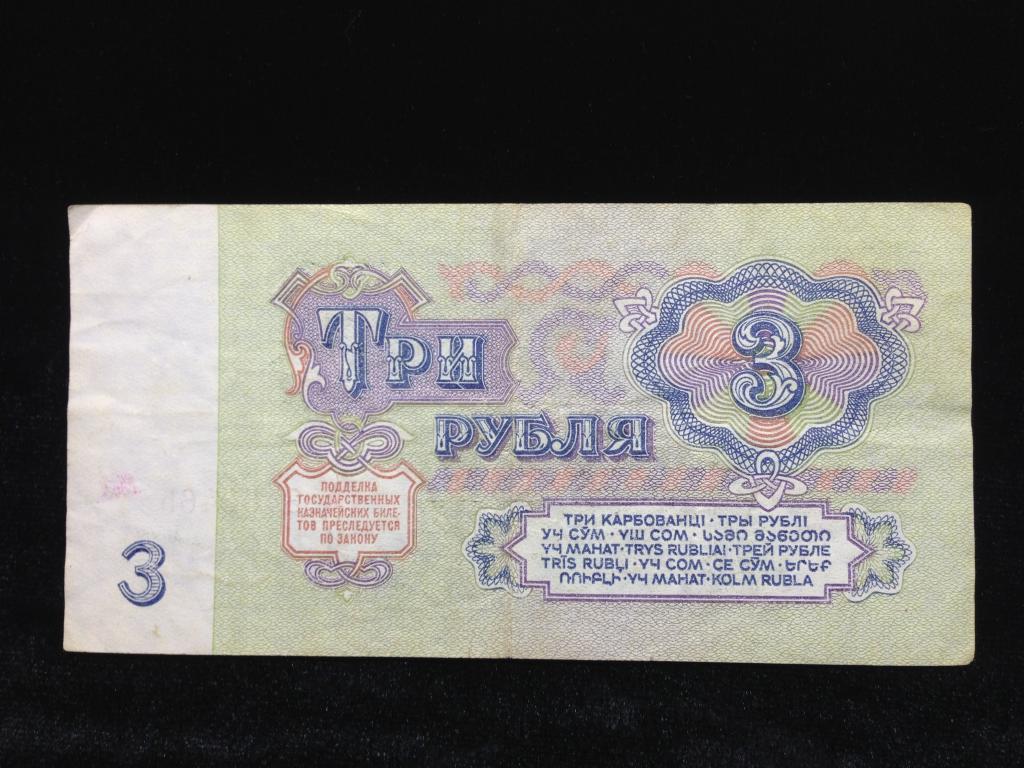 ТРИ
РУБЛЯ
3
3
ПОДДЕЛКА
ГОСУДАРСТВЕННЫХ
КАЗНАЧЕЙСКИХ БИЛЕ-
ТОВ ПРЕСЛЕДУЕТСЯ
ПО ЗАКОНУ
ТРИ КАРБОВАНЦІ · ТРЫ РУБЛІ
УЧ СЎМ · ҮШ СОМ · ᲡᲐᲛᲘ ᲛᲐᲜᲔᲗᲘ
ҮЧ МАНАТ · TRYS RUBLIAI · ТРЕЙ РУБЛЕ
TRĪS RUBĻI · ҮЧ СОМ · СЕ СӮМ · ԵՐԵՔ
ՌՈՒԲԼԻ · ҮЧ МАНАТ · KOLM RUBLA